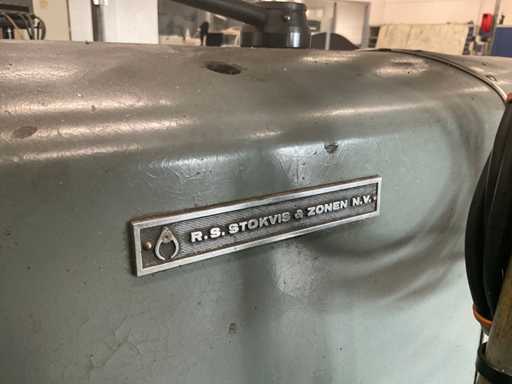 R.S. STOKVIS & ZONEN N.V.